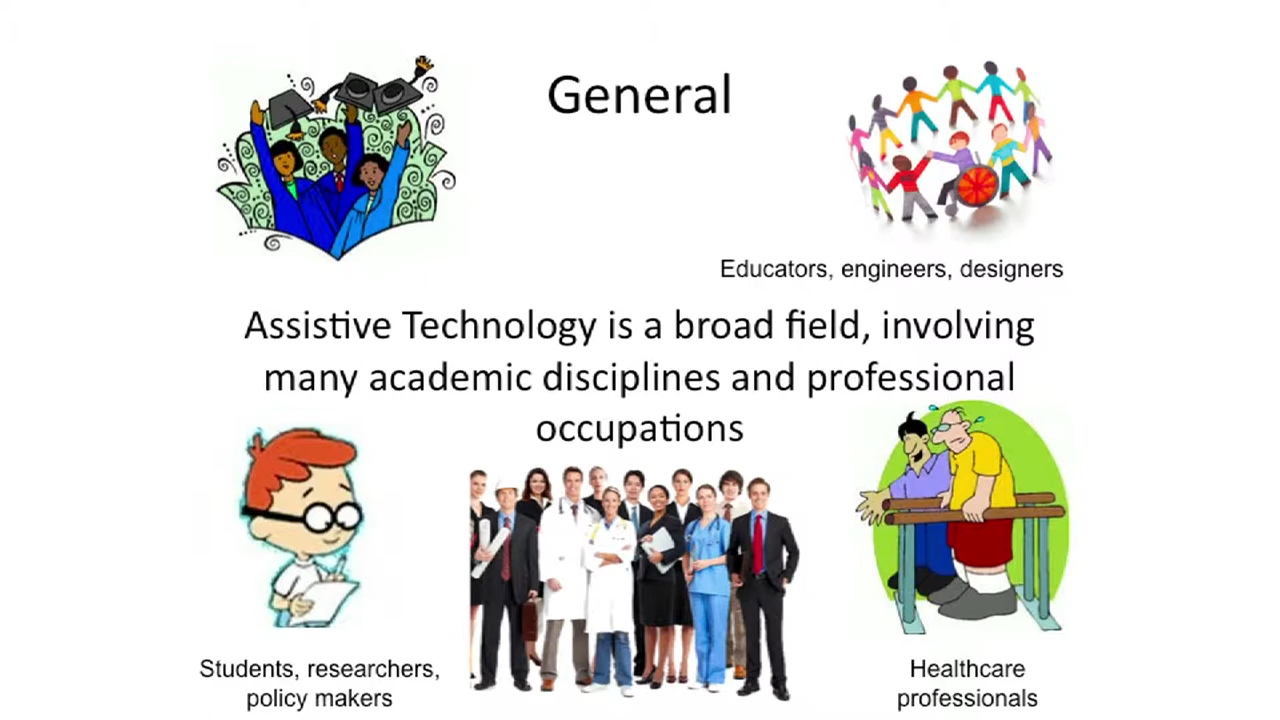 General
Educators, engineers, designers
Assistive Technology is a broad field, involving
many academic disciplines and professional
occupations
Students, researchers,
policy makers
Healthcare
professionals